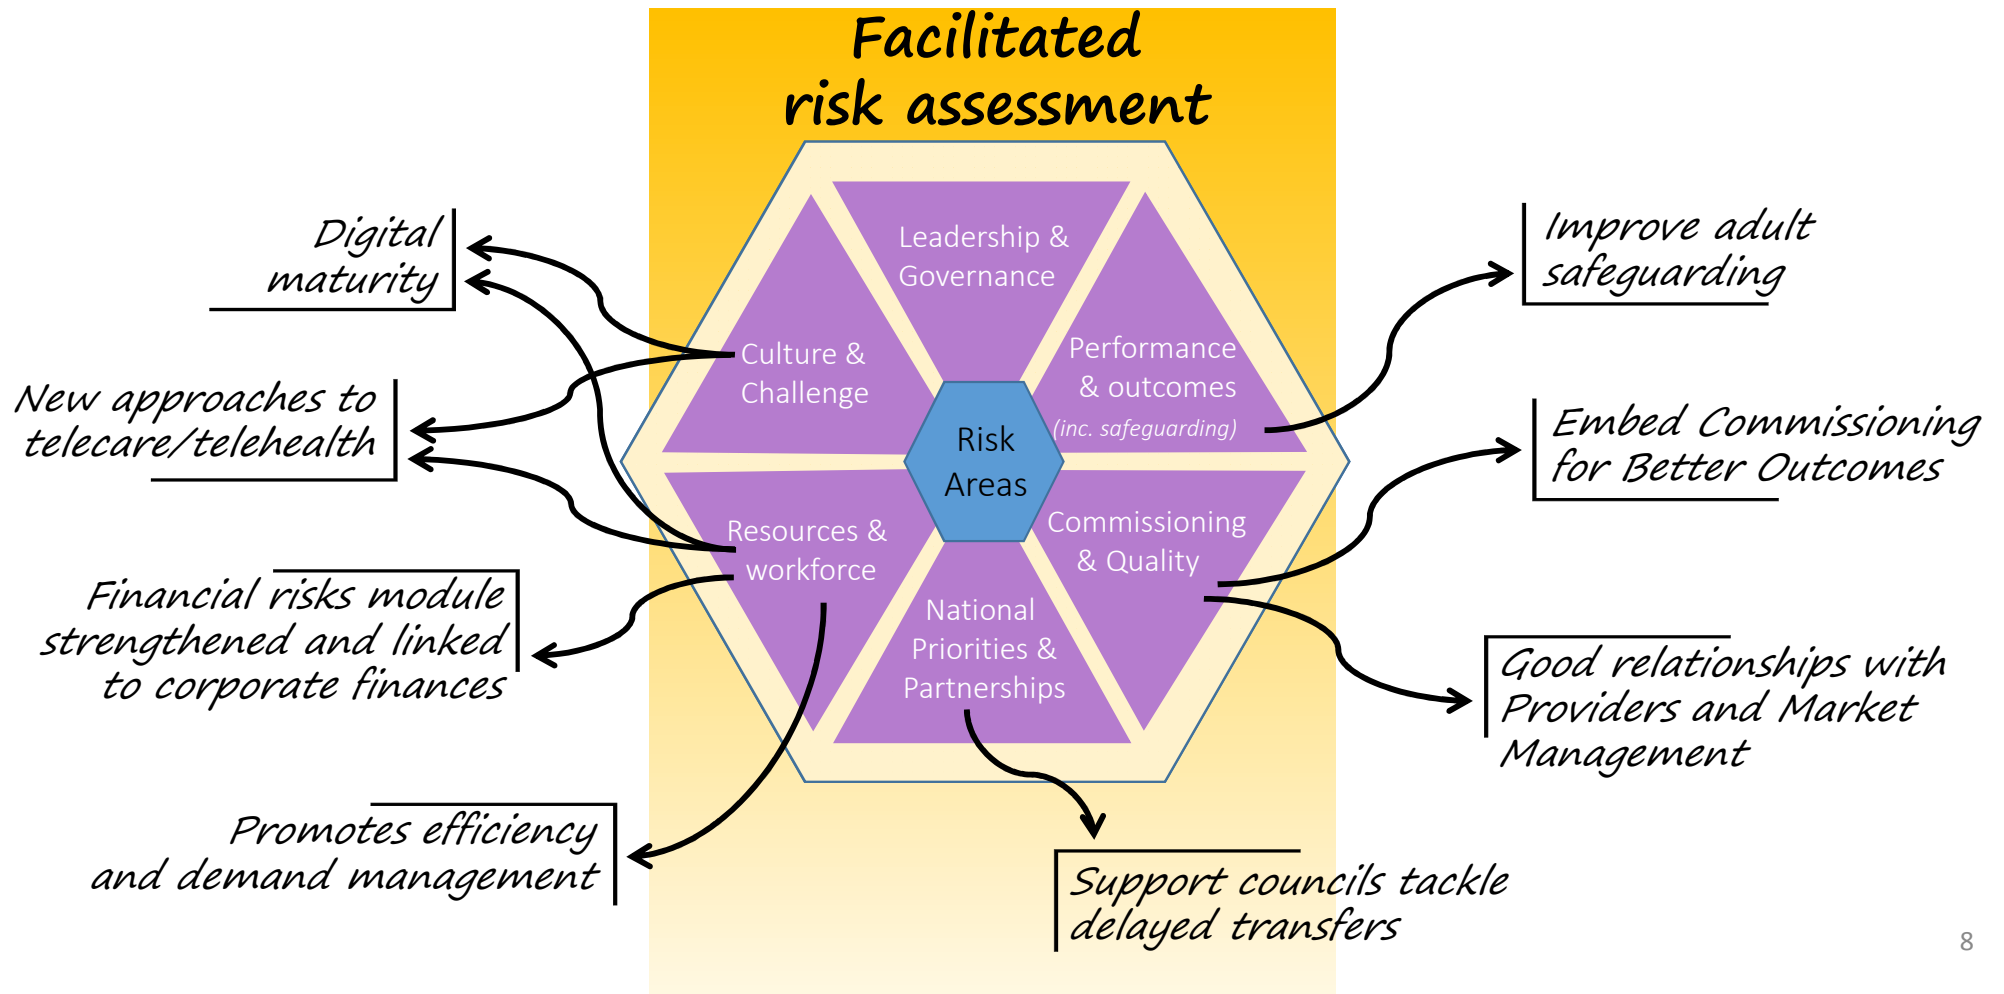 Facilitated
risk assessment
Digital
maturity
New approaches to
telecare/telehealth
Financial risks module
strengthened and linked
to corporate finances
Promotes efficiency
and demand management
Leadership &
Governance
Culture &
Challenge
Performance
& outcomes
(inc. safeguarding)
Risk
Areas
Resources &
workforce
Commissioning
& Quality
National
Priorities &
Partnerships
Improve adult
safeguarding
Embed Commissioning
for Better Outcomes
Good relationships with
Providers and Market
Management
Support councils tackle
delayed transfers
8